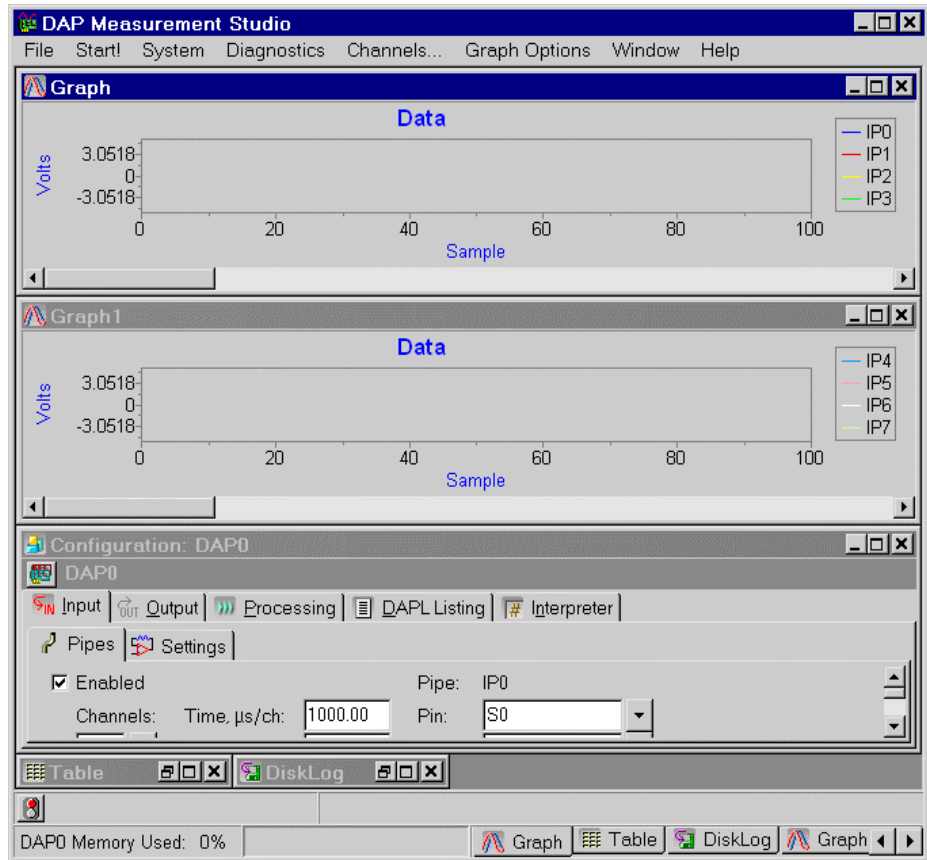 DAP Measurement Studio
File Start! System Diagnostics Channels... Graph Options Window Help
Graph
Data
Volts
3.0518
0
-3.0518
0 20 40 60 80 100
Sample
IP0
IP1
IP2
IP3
Graph1
Data
Volts
3.0518
0
-3.0518
0 20 40 60 80 100
Sample
IP4
IP5
IP6
IP7
Configuration: DAP0
DAP0
IN Input OUT Output Processing DAPL Listing # Interpreter
Pipes Settings
Enabled Pipe: IP0
Channels: Time, µs/ch: 1000.00 Pin: S0
Table DiskLog
DAP0 Memory Used: 0% Graph Table DiskLog Graph